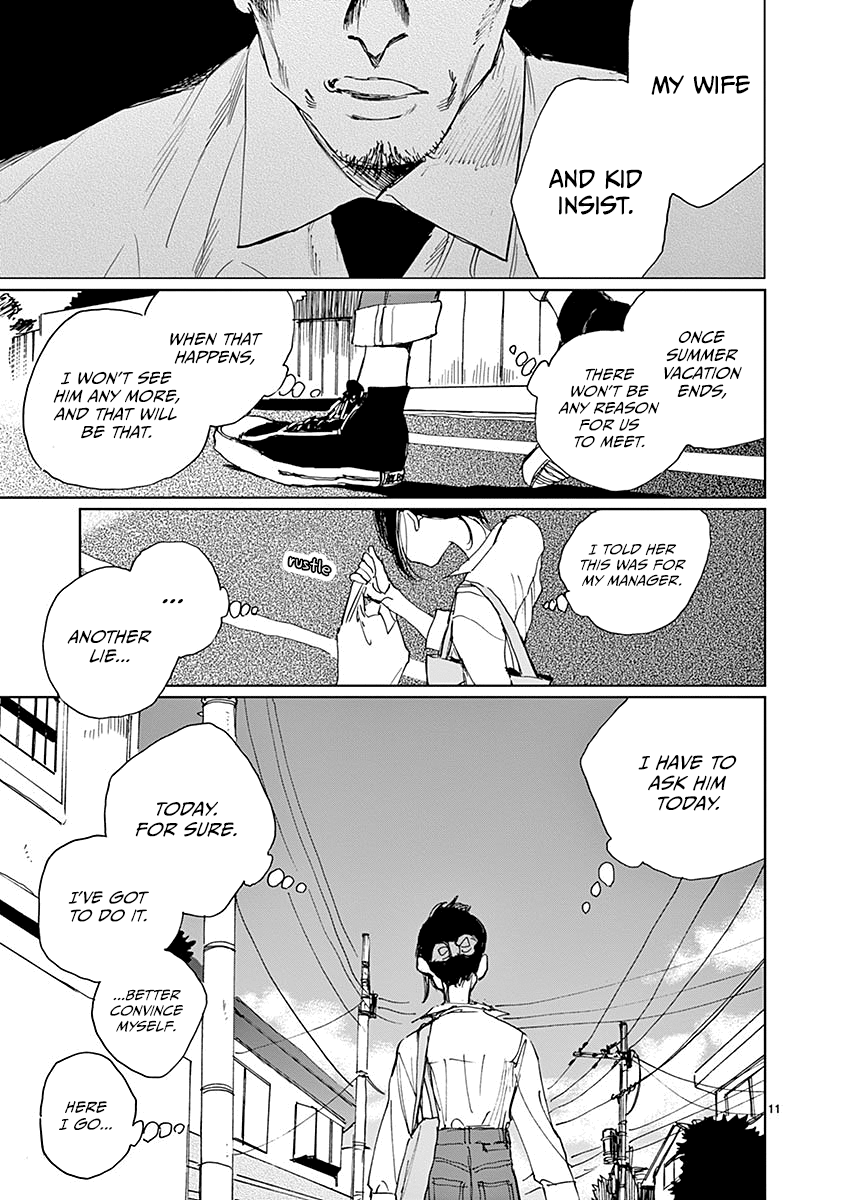 MY WIFE
AND KID
INSIST.
ONCE
SUMMER
VACATION
ENDS,
THERE
WON'T BE
ANY REASON
FOR US
TO MEET.
WHEN THAT
HAPPENS,
I WON'T SEE
HIM ANY MORE,
AND THAT WILL
BE THAT.
I TOLD HER
THIS WAS FOR
MY MANAGER.
rustle
...
ANOTHER
LIE...
I HAVE TO
ASK HIM
TODAY.
TODAY.
FOR SURE.
I'VE GOT
TO DO IT.
...BETTER
CONVINCE
MYSELF.
HERE
I GO...
11